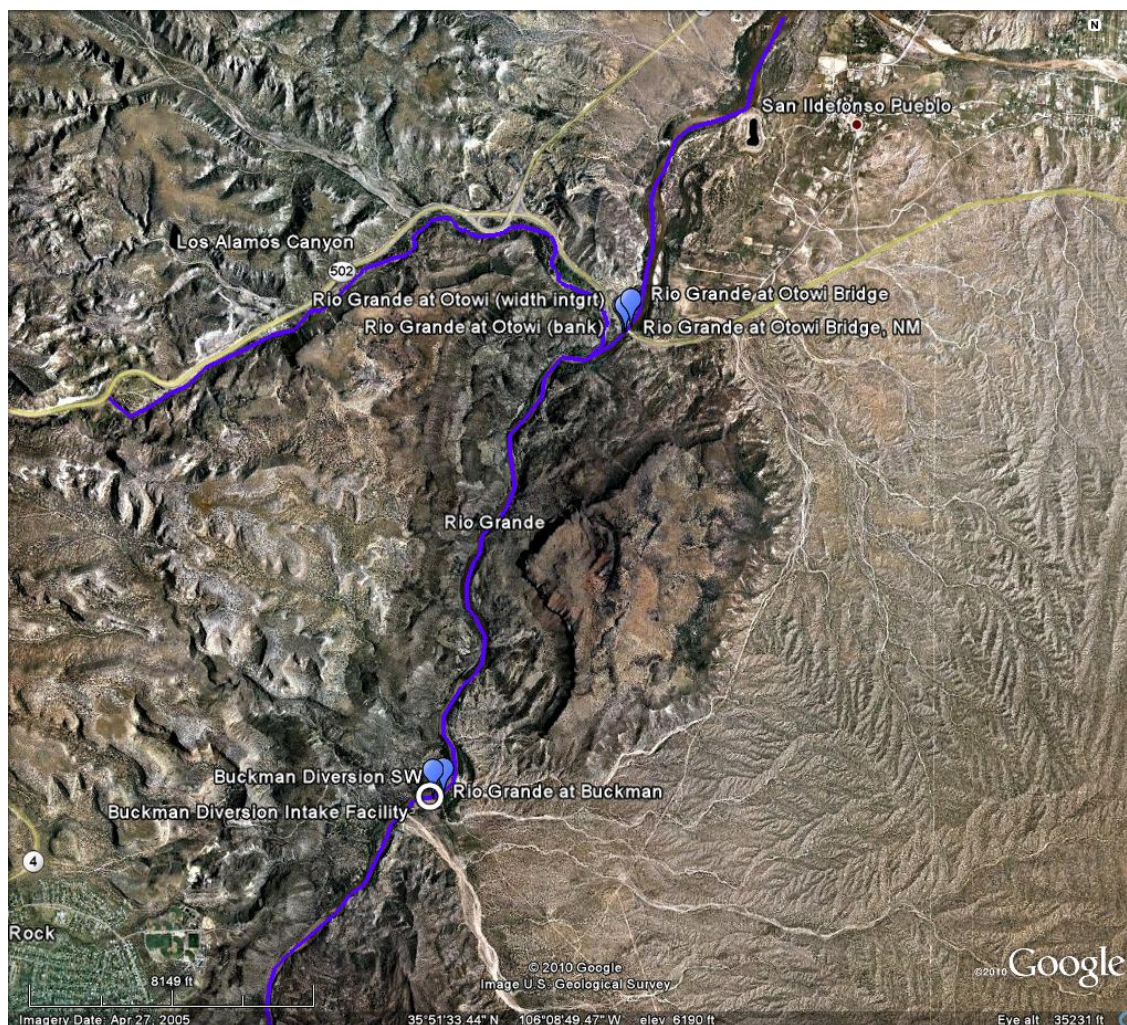 N
San Ildefonso Pueblo
Los Alamos Canyon
502
Rio Grande at Otowi (width intgrt)
Rio Grande at Otowi Bridge
Rio Grande at Otowi (bank)
Rio Grande at Otowi Bridge, NM
Rio Grande
Buckman Diversion SW
Rio Grande at Buckman
Buckman Diversion Intake Facility
4
Rock
8149 ft
© 2010 Google
Image U.S. Geological Survey
©2010 Google
Imagery Date: Apr 27, 2005
35°51'33.44" N 106°08'49.47" W elev 6190 ft
Eye alt 35231 ft